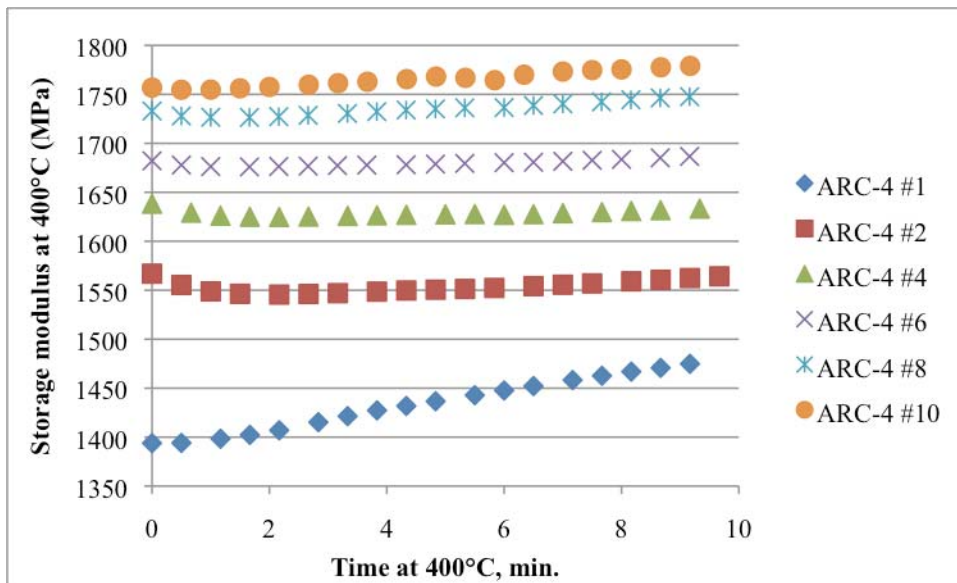 Storage modulus at 400°C (MPa)
1800
1750
1700
1650
1600
1550
1500
1450
1400
1350
0 2 4 6 8 10
Time at 400°C, min.
ARC-4 #1
ARC-4 #2
ARC-4 #4
ARC-4 #6
ARC-4 #8
ARC-4 #10